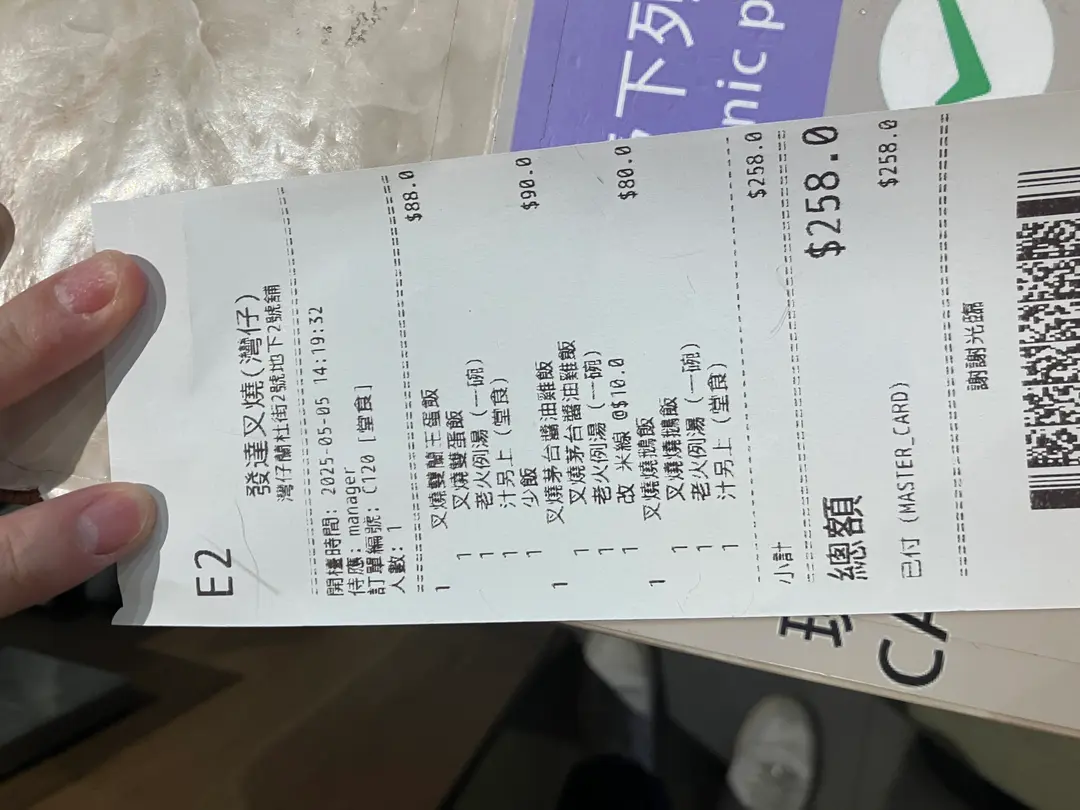 E2
發達叉燒(灣仔)
灣仔蘭杜街2號地下2號舖
開檯時間: 2025-05-05 14:19:32
侍應: manager
訂單編號: (120 [堂食]
人數: 1
1 叉燒雙蘭王蛋飯 $88.0
1 叉燒雙蛋飯
1 老火例湯 (一碗)
1 汁另上 (堂食)
1 少飯
1 叉燒茅台醬油雞飯 $90.0
1 叉燒茅台醬油雞飯
1 老火例湯 (一碗)
1 改 米線 @$10.0
1 叉燒燒鵝飯 $80.0
1 叉燒燒鵝飯
1 老火例湯 (一碗)
1 汁另上 (堂食)
小計 $258.0
總額 $258.0
已付 (MASTER_CARD) $258.0
謝謝光臨
下列
nic p
CA